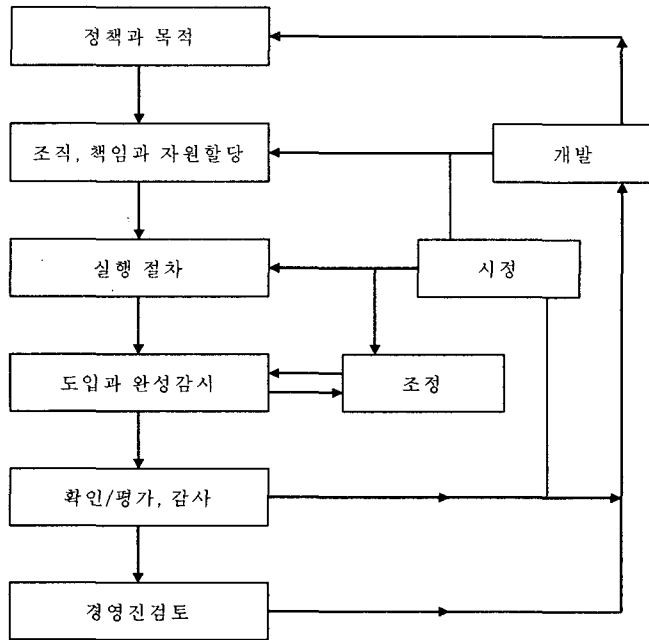 정책과 목적
조직, 책임과 자원할당
개발
실행 절차
시정
도입과 완성감시
조정
확인/평가, 감사
경영진검토